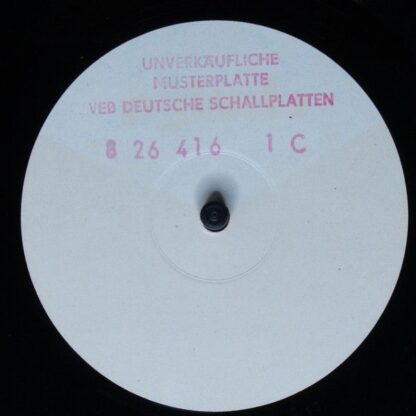 UNVERKÄUFLICHE
MUSTERPLATTE
VEB DEUTSCHE SCHALLPLATTEN
8 26 416 1 C